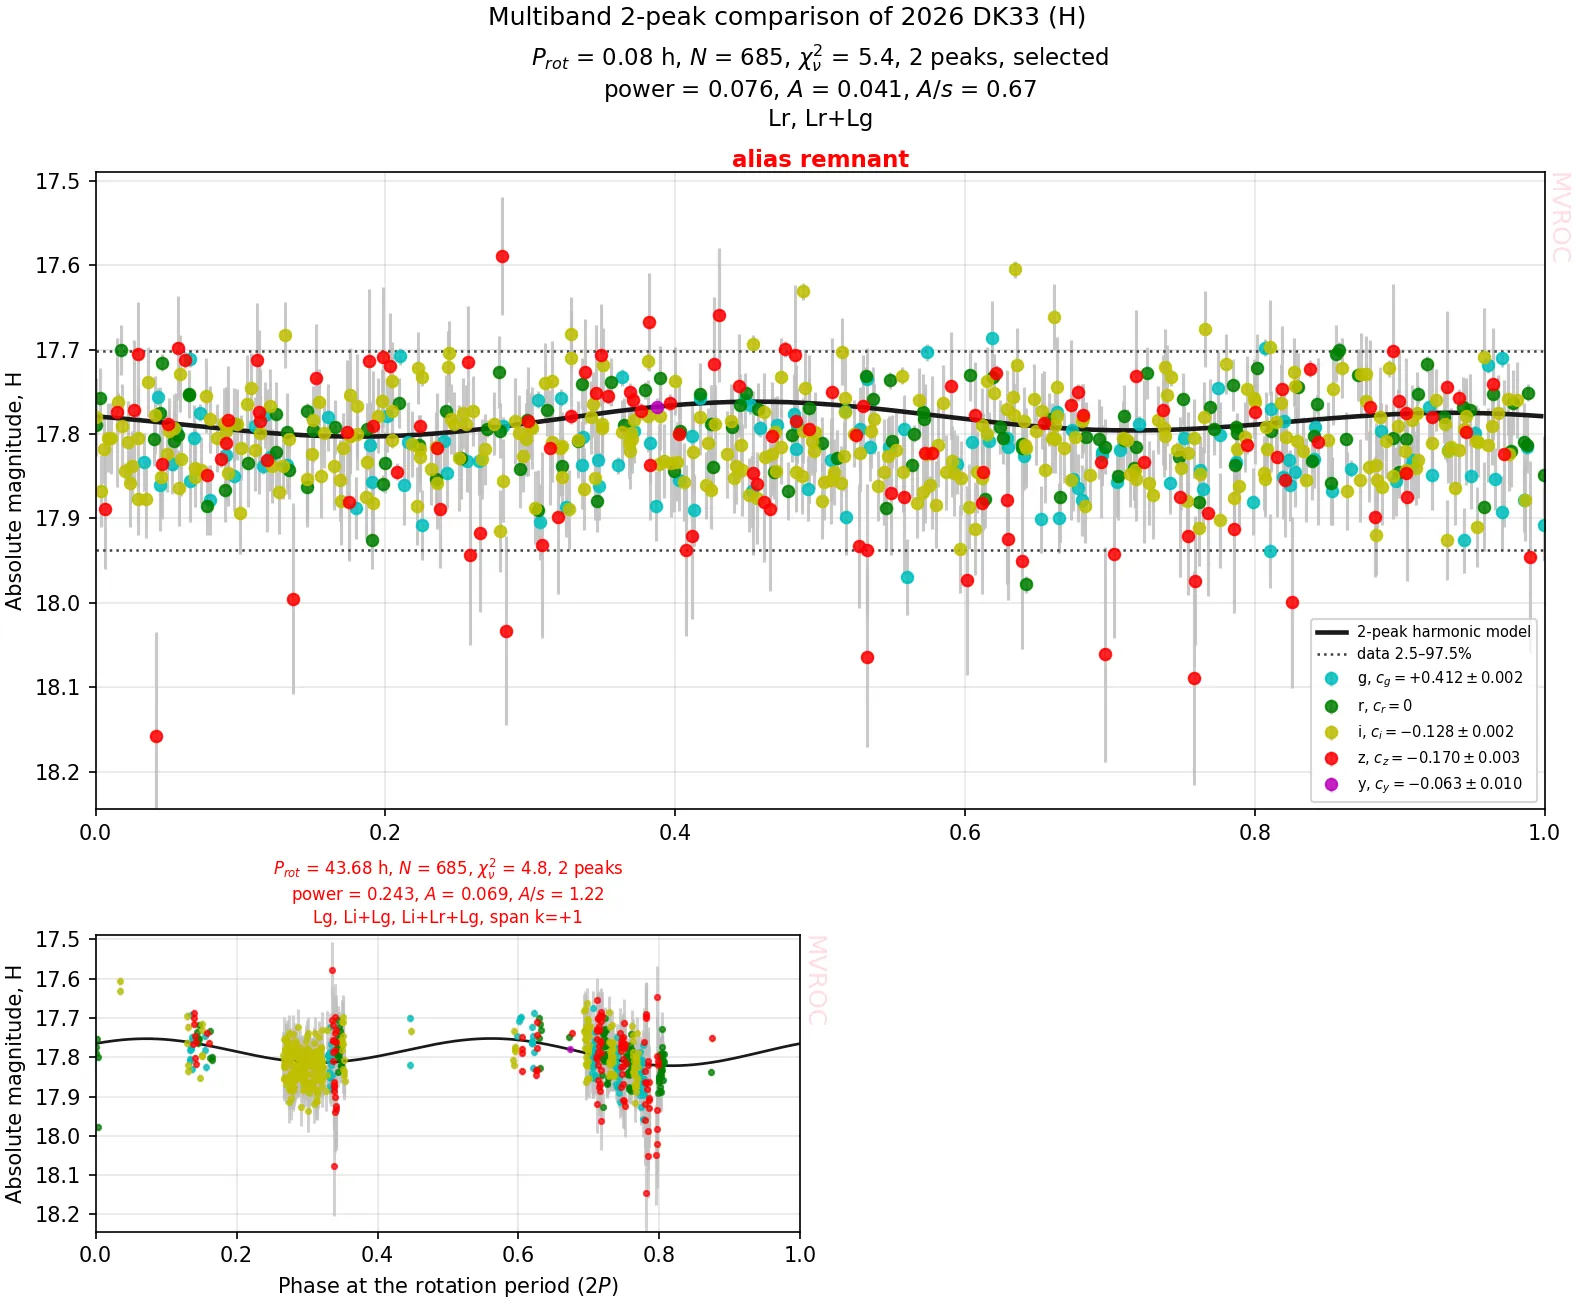 Multiband 2-peak comparison of 2026 DK33 (H)
P_rot = 0.08 h, N = 685, χ²_ν = 5.4, 2 peaks, selected
power = 0.076, A = 0.041, A/s = 0.67
Lr, Lr+Lg
alias remnant
MVROC
Absolute magnitude, H
17.5
17.6
17.7
17.8
17.9
18.0
18.1
18.2
2-peak harmonic model
data 2.5–97.5%
g, c_g = +0.412 ± 0.002
r, c_r = 0
i, c_i = −0.128 ± 0.002
z, c_z = −0.170 ± 0.003
y, c_y = −0.063 ± 0.010
0.0 0.2 0.4 0.6 0.8 1.0
P_rot = 43.68 h, N = 685, χ²_ν = 4.8, 2 peaks
power = 0.243, A = 0.069, A/s = 1.22
Lg, Li+Lg, Li+Lr+Lg, span k=+1
MVROC
Absolute magnitude, H
17.5
17.6
17.7
17.8
17.9
18.0
18.1
18.2
0.0 0.2 0.4 0.6 0.8 1.0
Phase at the rotation period (2P)